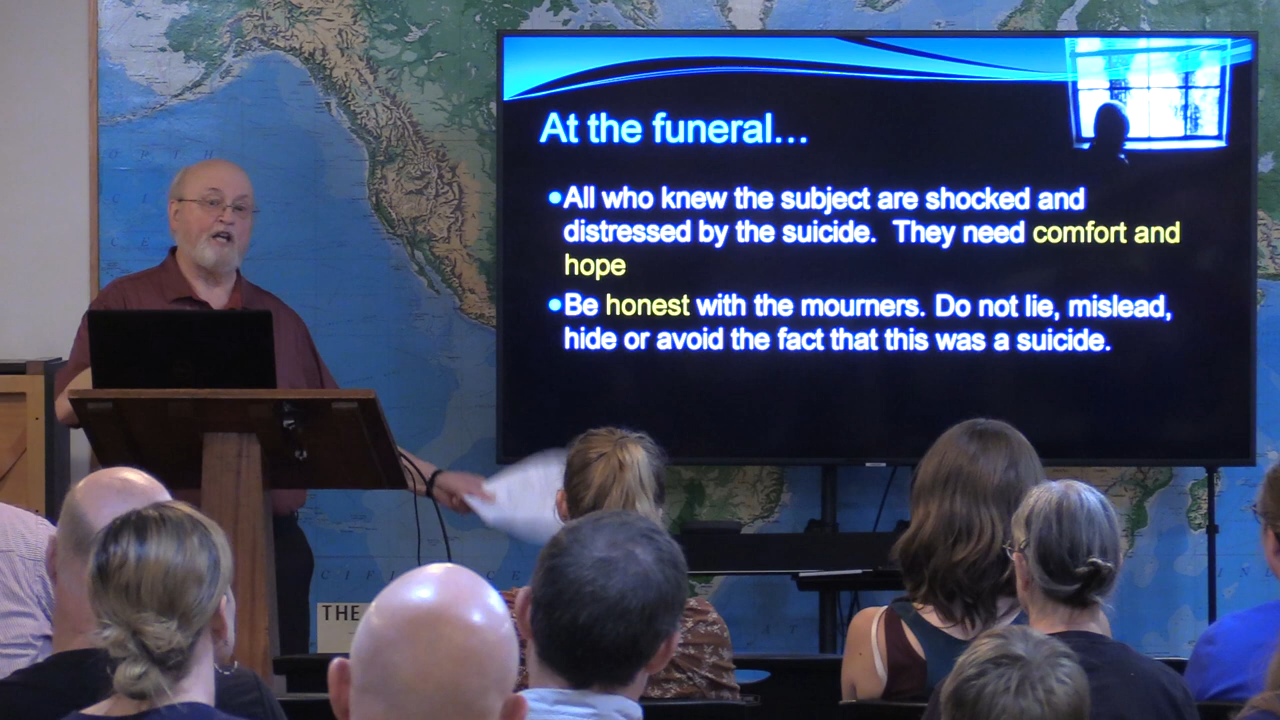 At the funeral...
•All who knew the subject are shocked and
distressed by the suicide.  They need comfort and
hope
•Be honest with the mourners. Do not lie, mislead,
hide or avoid the fact that this was a suicide.
THE